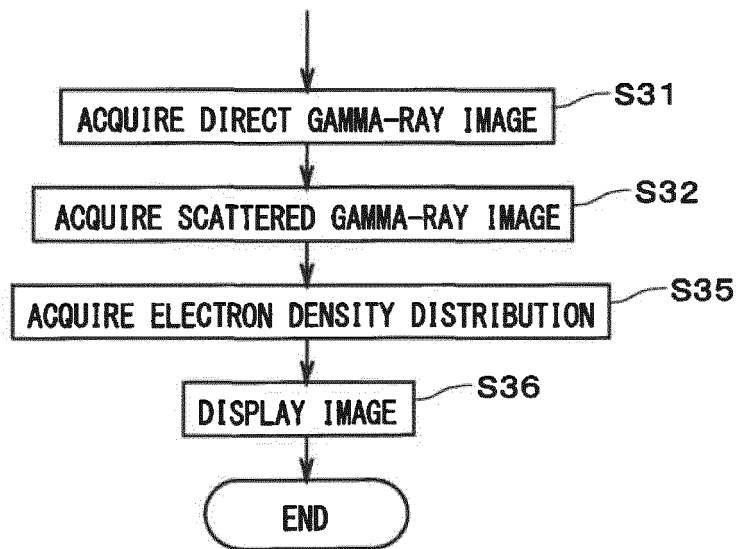 S31
ACQUIRE DIRECT GAMMA-RAY IMAGE
S32
ACQUIRE SCATTERED GAMMA-RAY IMAGE
S35
ACQUIRE ELECTRON DENSITY DISTRIBUTION
S36
DISPLAY IMAGE
END